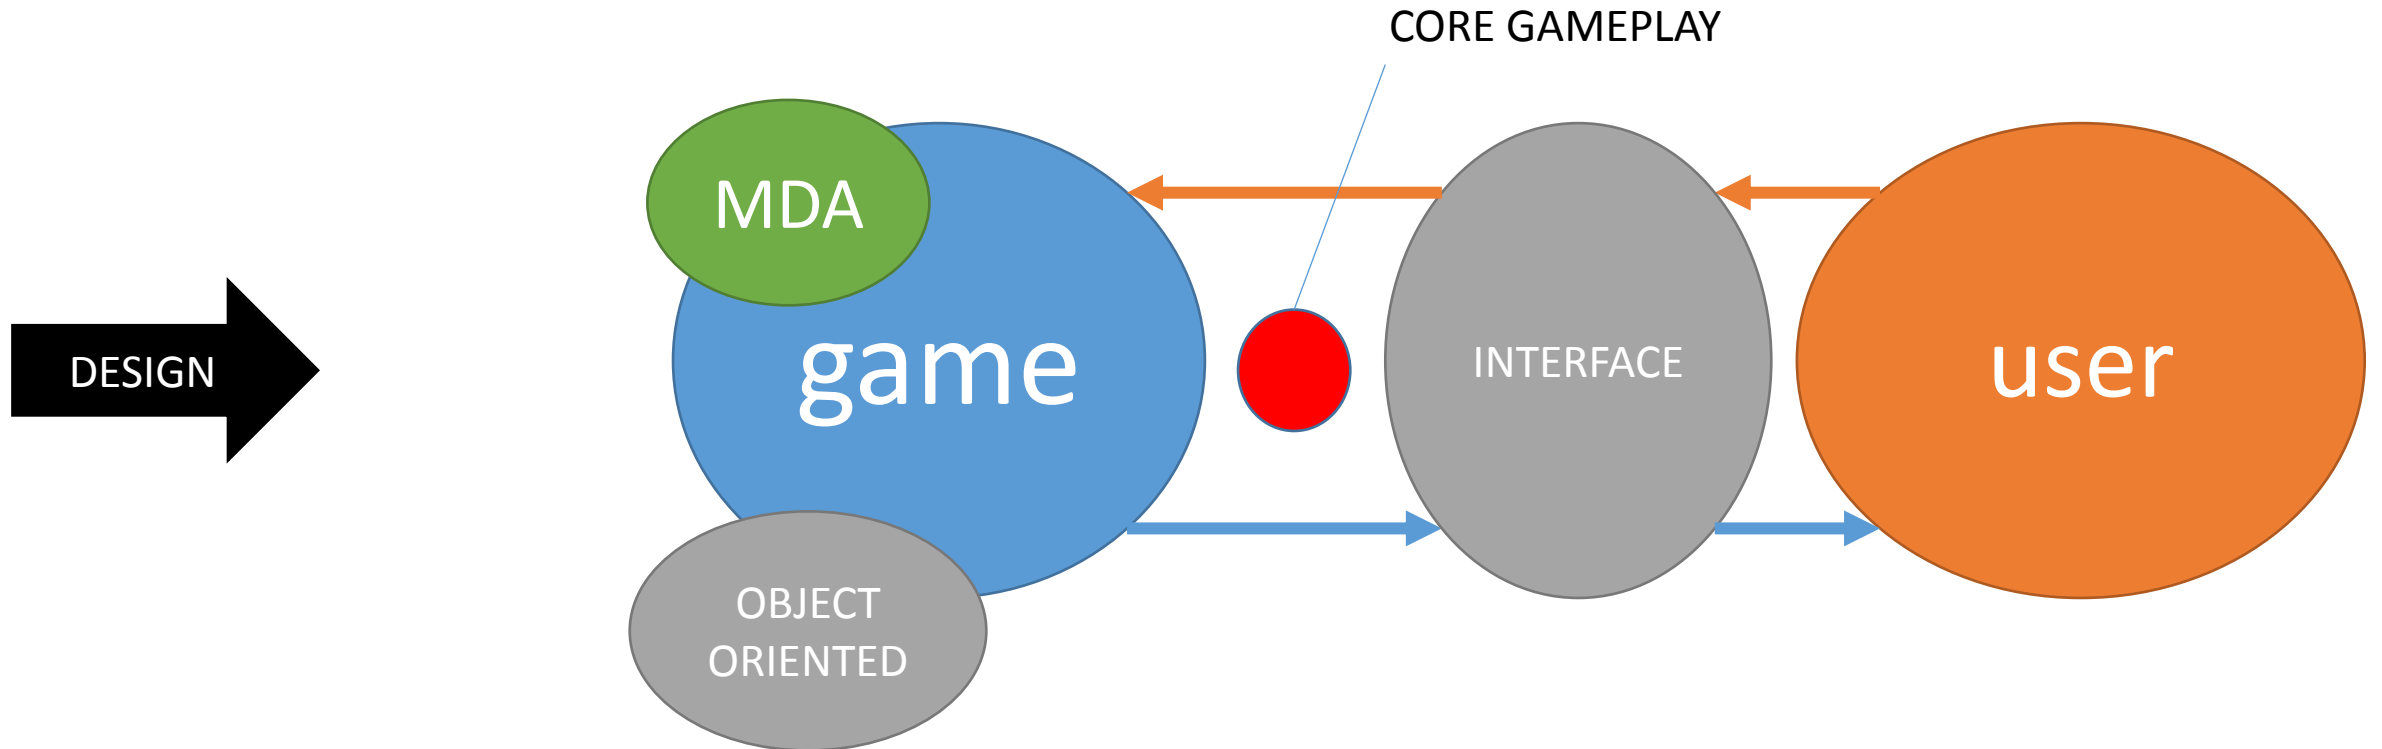 CORE GAMEPLAY
MDA
DESIGN
game
INTERFACE
user
OBJECT
ORIENTED